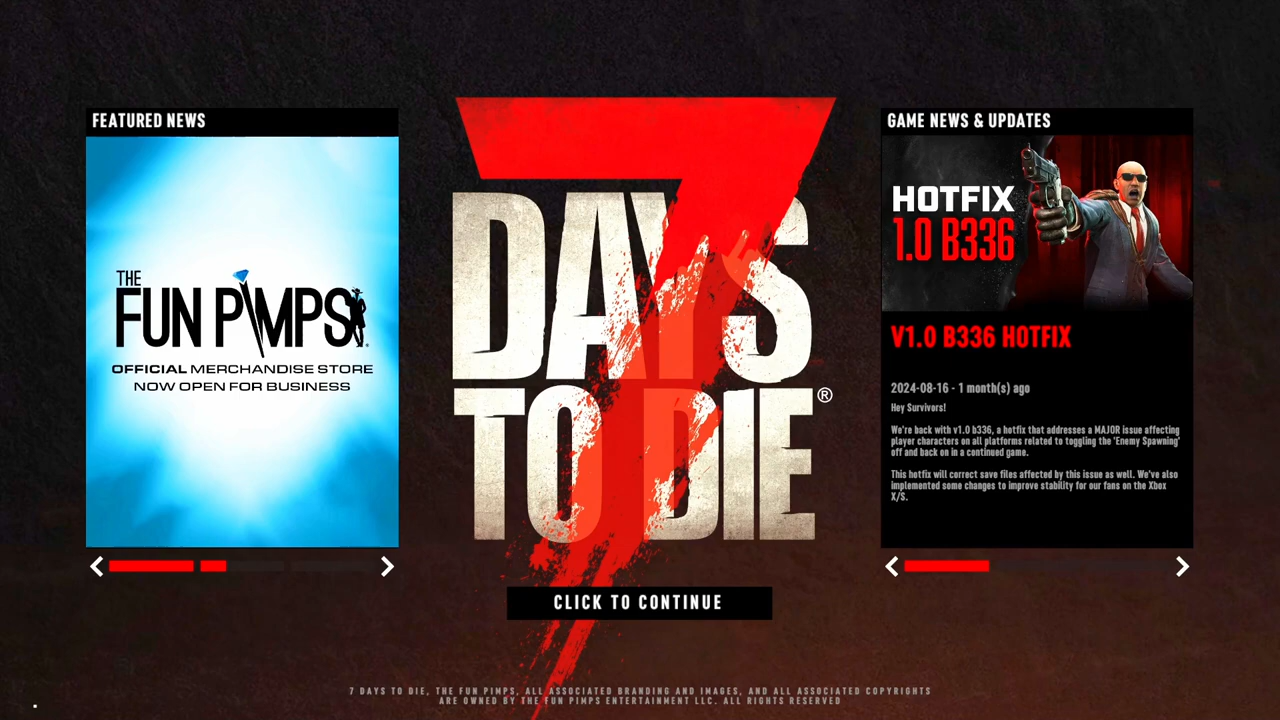 FEATURED NEWS
THE
FUN PIMPS®
OFFICIAL MERCHANDISE STORE
NOW OPEN FOR BUSINESS
7
DAYS
TO DIE®
CLICK TO CONTINUE
GAME NEWS & UPDATES
HOTFIX
1.0 B336
V1.0 B336 HOTFIX
2024-08-16 - 1 month(s) ago
Hey Survivors!
We're back with v1.0 b336, a hotfix that addresses a MAJOR issue affecting
player characters on all platforms related to toggling the 'Enemy Spawning'
off and back on in a continued game.
This hotfix will correct save files affected by this issue as well. We've also
implemented some changes to improve stability for our fans on the Xbox
X/S.
7 DAYS TO DIE, THE FUN PIMPS, ALL ASSOCIATED BRANDING AND IMAGES, AND ALL ASSOCIATED COPYRIGHTS
ARE OWNED BY THE FUN PIMPS ENTERTAINMENT LLC. ALL RIGHTS RESERVED